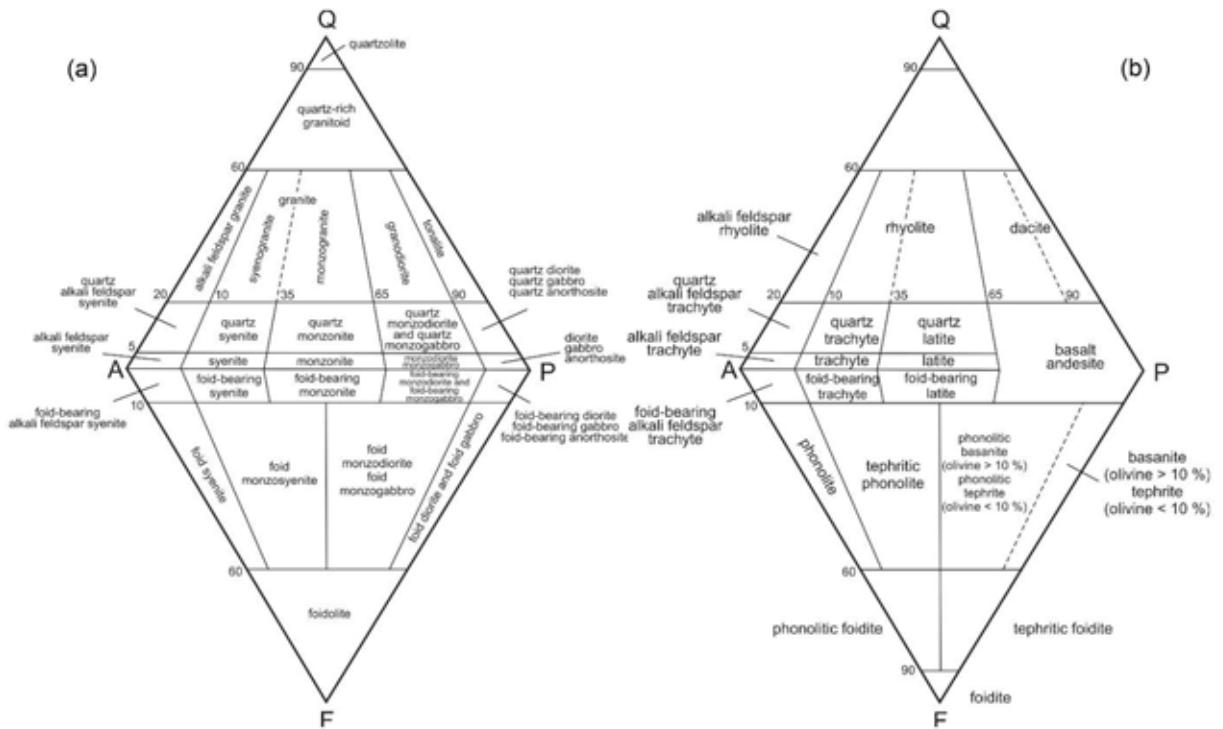 (a)
Q
quartzolite
90
quartz-rich
granitoid
60
alkali feldspar granite
granite
syenogranite
monzogranite
granodiorite
tonalite
quartz
alkali feldspar
syenite
20
10
35
65
90
quartz diorite
quartz gabbro
quartz anorthosite
quartz
syenite
quartz
monzonite
quartz
monzodiorite
and quartz
monzogabbro
alkali feldspar
syenite
5
syenite
monzonite
monzodiorite
monzogabbro
diorite
gabbro
anorthosite
A
P
foid-bearing
syenite
foid-bearing
monzonite
foid-bearing
monzodiorite and
foid-bearing
monzogabbro
10
foid-bearing
alkali feldspar syenite
foid-bearing diorite
foid-bearing gabbro
foid-bearing anorthosite
foid syenite
foid
monzosyenite
foid
monzodiorite
foid
monzogabbro
foid diorite and foid gabbro
60
foidolite
F
(b)
Q
90
60
alkali feldspar
rhyolite
rhyolite
dacite
quartz
alkali feldspar
trachyte
20
10
35
65
90
quartz
trachyte
quartz
latite
alkali feldspar
trachyte
5
trachyte
latite
basalt
andesite
A
P
foid-bearing
trachyte
foid-bearing
latite
10
foid-bearing
alkali feldspar
trachyte
phonolite
tephritic
phonolite
phonolitic
basanite
(olivine > 10 %)
phonolitic
tephrite
(olivine < 10 %)
basanite
(olivine > 10 %)
tephrite
(olivine < 10 %)
60
phonolitic foidite
tephritic foidite
90
foidite
F